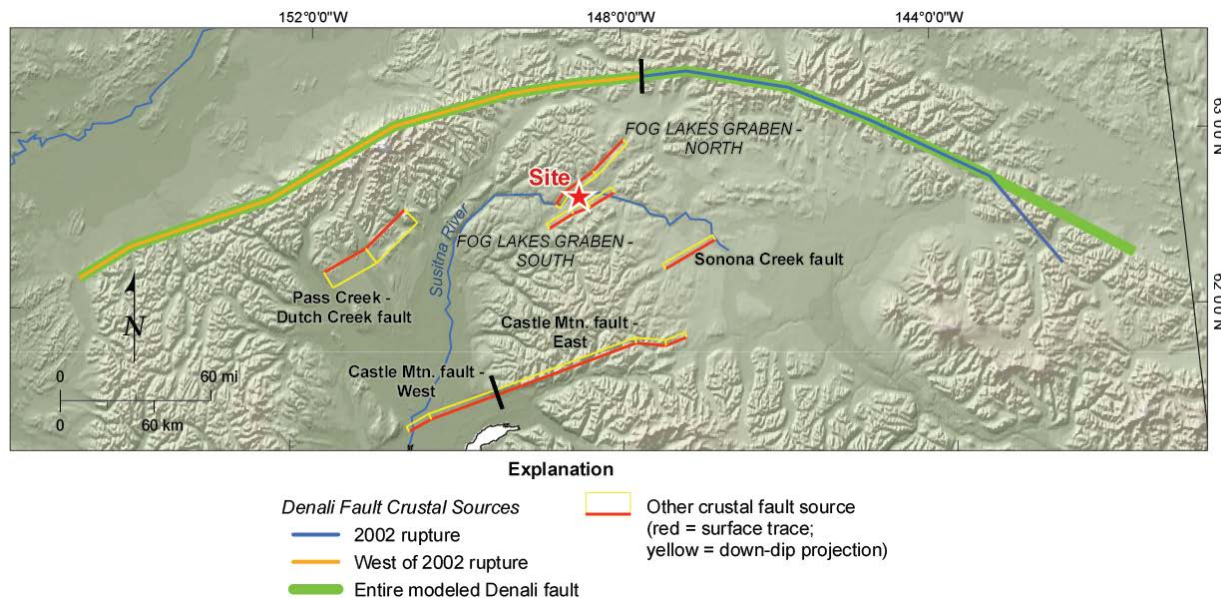 152°0'0"W
148°0'0"W
144°0'0"W
63°0'0"N
62°0'0"N
FOG LAKES GRABEN -
NORTH
Site
Susitna River
FOG LAKES GRABEN -
SOUTH
Sonona Creek fault
Pass Creek -
Dutch Creek fault
Castle Mtn. fault -
East
Castle Mtn. fault -
West
N
0
60 mi
0
60 km
Explanation
Denali Fault Crustal Sources
2002 rupture
West of 2002 rupture
Entire modeled Denali fault
Other crustal fault source
(red = surface trace;
yellow = down-dip projection)